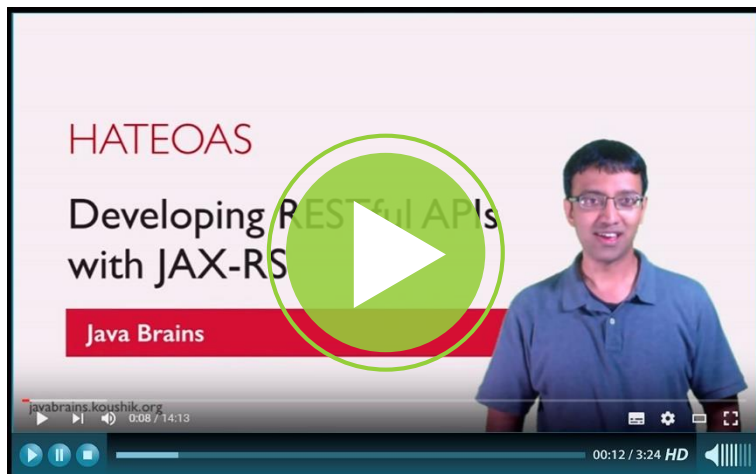 HATEOAS
Developing RESTful APIs
with JAX-RS
Java Brains
javabrains.koushik.org
0:08 / 14:13
00:12 / 3:24 HD